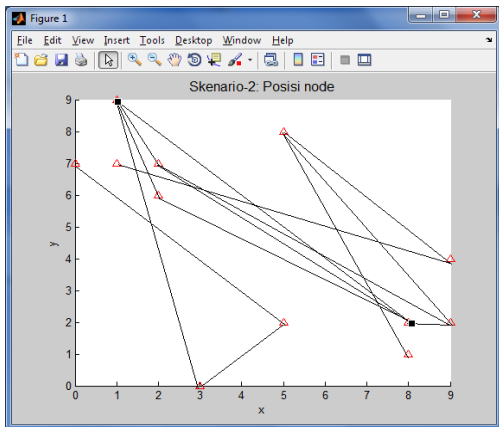 Figure 1
File Edit View Insert Tools Desktop Window Help
Skenario-2: Posisi node
9
8
7
6
5
4
3
2
1
0
y
0 1 2 3 4 5 6 7 8 9
x